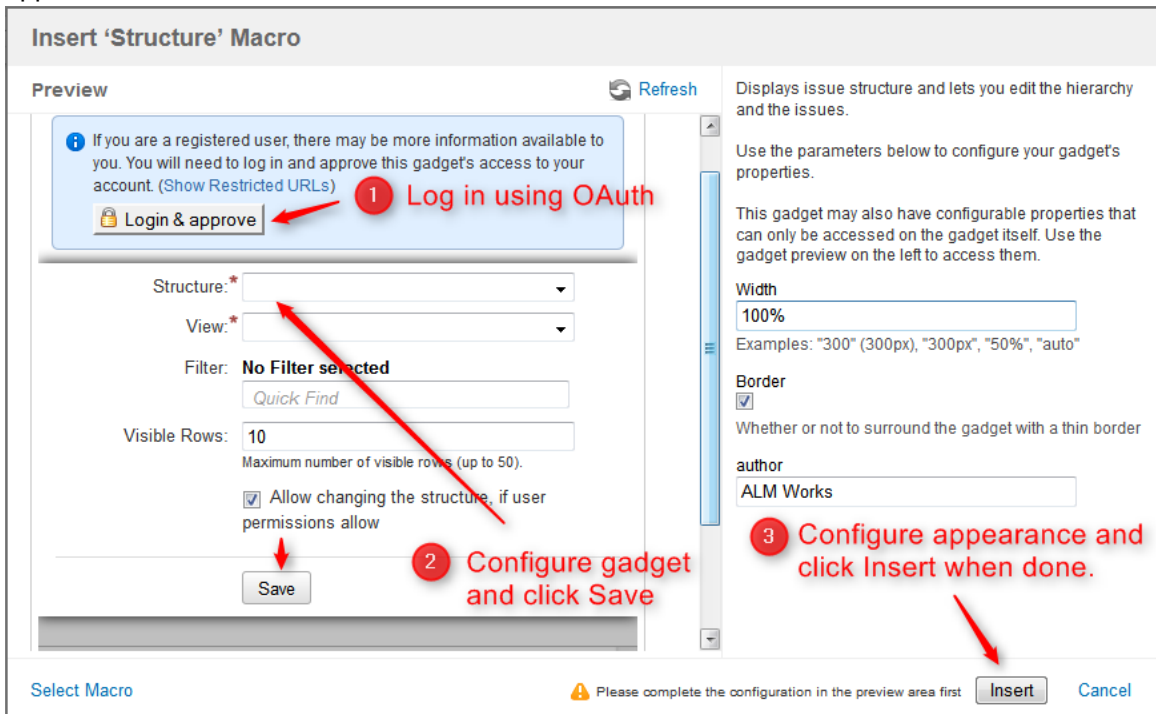 Insert ‘Structure’ Macro
Preview
Refresh
If you are a registered user, there may be more information available to
you. You will need to log in and approve this gadget's access to your
account. (Show Restricted URLs)
1 Log in using OAuth
Login & approve
Structure:*
View:*
Filter: No Filter selected
Quick Find
Visible Rows: 10
Maximum number of visible rows (up to 50).
Allow changing the structure, if user
permissions allow
2 Configure gadget
and click Save
Save
Displays issue structure and lets you edit the hierarchy
and the issues.
Use the parameters below to configure your gadget's
properties.
This gadget may also have configurable properties that
can only be accessed on the gadget itself. Use the
gadget preview on the left to access them.
Width
100%
Examples: "300" (300px), "300px", "50%", "auto"
Border
Whether or not to surround the gadget with a thin border
author
ALM Works
3 Configure appearance and
click Insert when done.
Select Macro
Please complete the configuration in the preview area first
Insert
Cancel